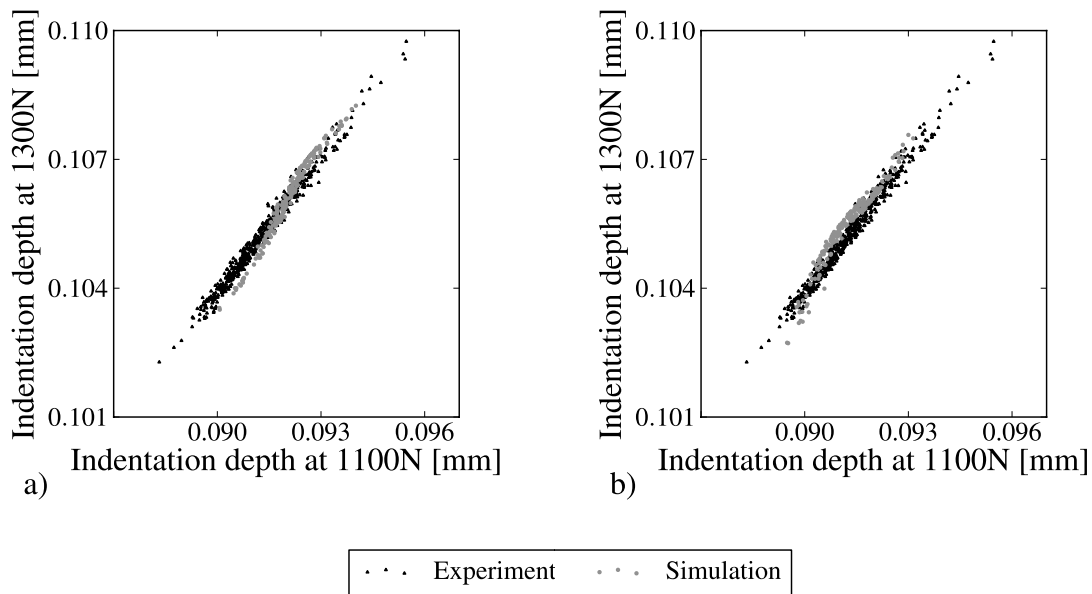 0.110
0.107
0.104
0.101
Indentation depth at 1300N [mm]
0.090 0.093 0.096
Indentation depth at 1100N [mm]
a)
0.110
0.107
0.104
0.101
Indentation depth at 1300N [mm]
0.090 0.093 0.096
Indentation depth at 1100N [mm]
b)
Experiment Simulation